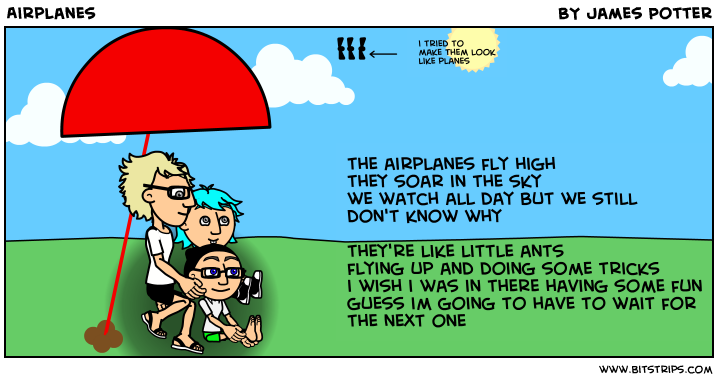 AIRPLANES
BY JAMES POTTER
I TRIED TO
MAKE THEM LOOK
LIKE PLANES
THE AIRPLANES FLY HIGH
THEY SOAR IN THE SKY
WE WATCH ALL DAY BUT WE STILL
DON'T KNOW WHY
THEY'RE LIKE LITTLE ANTS
FLYING UP AND DOING SOME TRICKS
I WISH I WAS IN THERE HAVING SOME FUN
GUESS IM GOING TO HAVE TO WAIT FOR
THE NEXT ONE
WWW.BITSTRIPS.COM